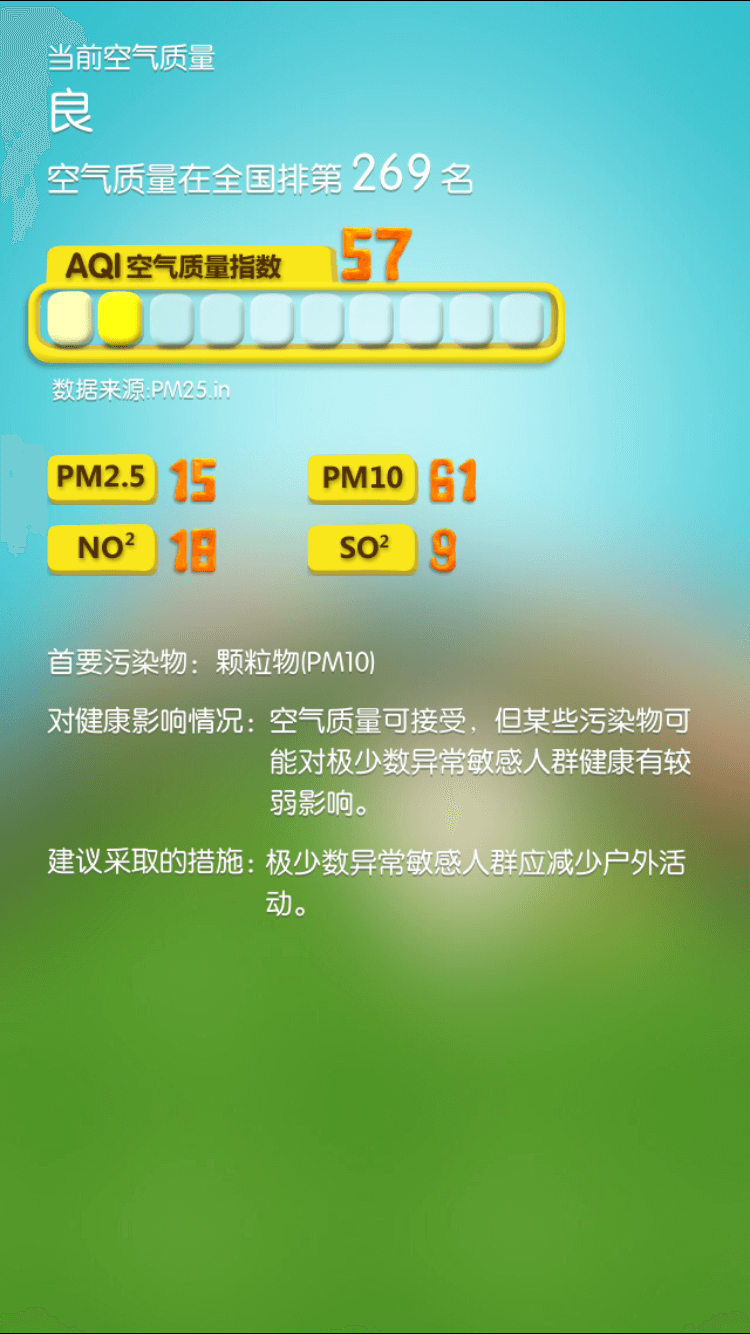 当前空气质量
良
空气质量在全国排第 269 名
AQI 空气质量指数 57
数据来源:PM25.in
PM2.5 15 PM10 61
NO² 18 SO² 9
首要污染物：颗粒物(PM10)
对健康影响情况：空气质量可接受，但某些污染物可
能对极少数异常敏感人群健康有较
弱影响。
建议采取的措施：极少数异常敏感人群应减少户外活
动。